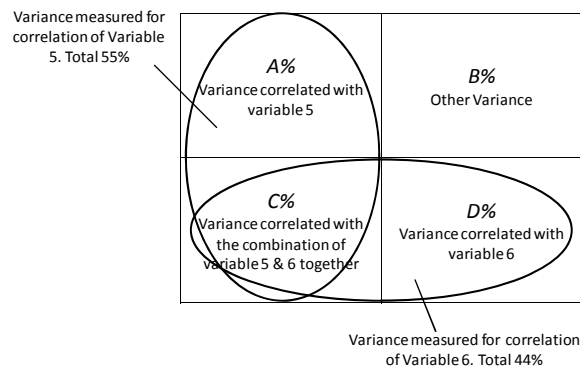 Variance measured for
correlation of Variable
5. Total 55%
A%
Variance correlated with
variable 5
B%
Other Variance
C%
Variance correlated with
the combination of
variable 5 & 6 together
D%
Variance correlated with
variable 6
Variance measured for correlation
of Variable 6. Total 44%